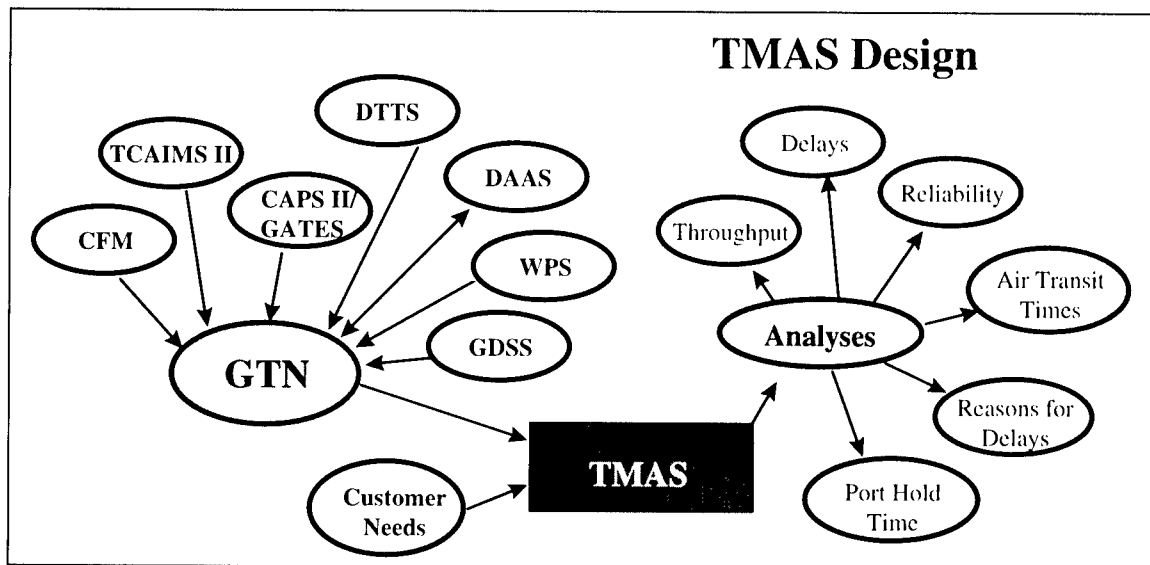 TMAS Design
DTTS
TCAIMS II
DAAS
CAPS II/
GATES
CFM
WPS
GDSS
GTN
Customer
Needs
TMAS
Analyses
Throughput
Delays
Reliability
Air Transit
Times
Reasons for
Delays
Port Hold
Time